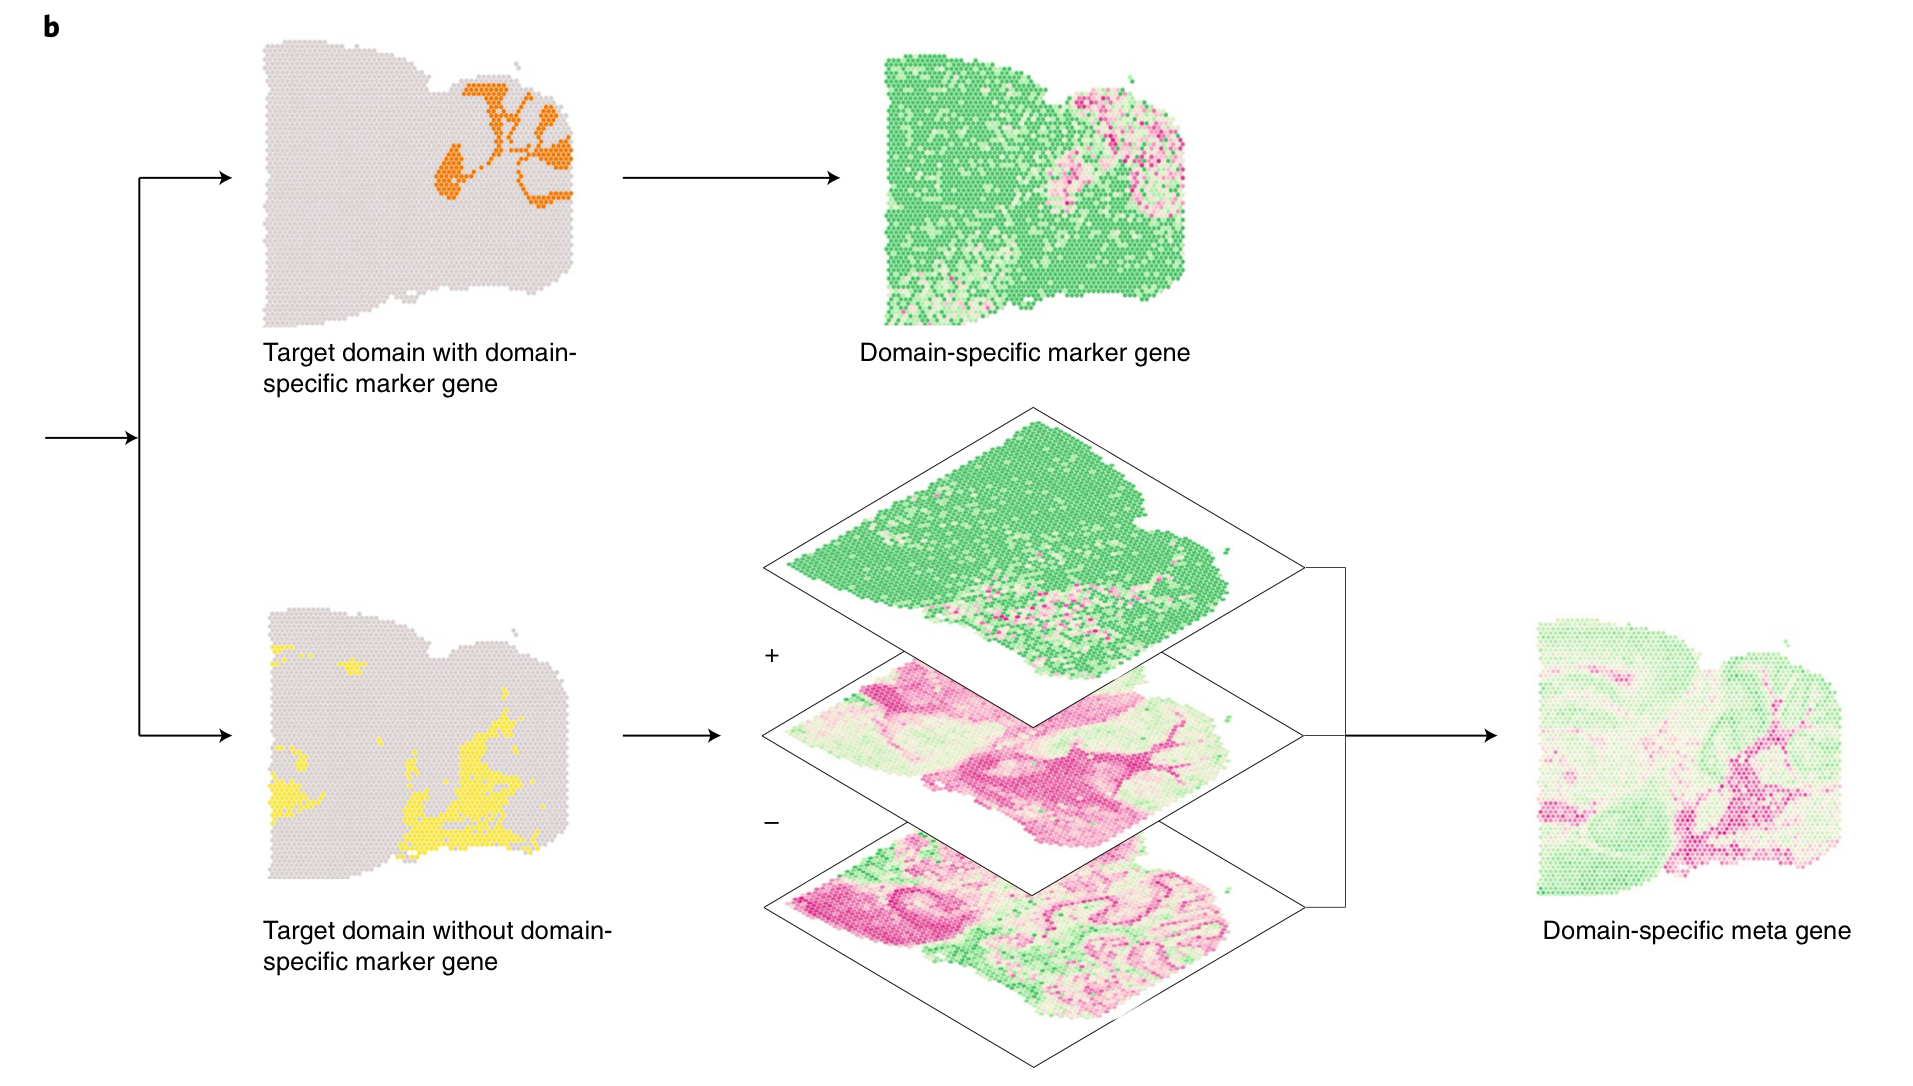 b
Target domain with domain-
specific marker gene
Domain-specific marker gene
+
–
Target domain without domain-
specific marker gene
Domain-specific meta gene